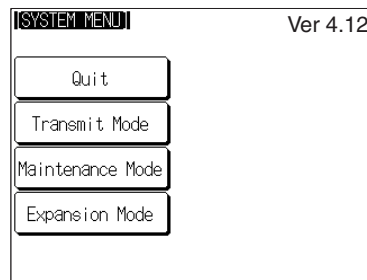 [SYSTEM MENU]
Ver 4.12
Quit
Transmit Mode
Maintenance Mode
Expansion Mode